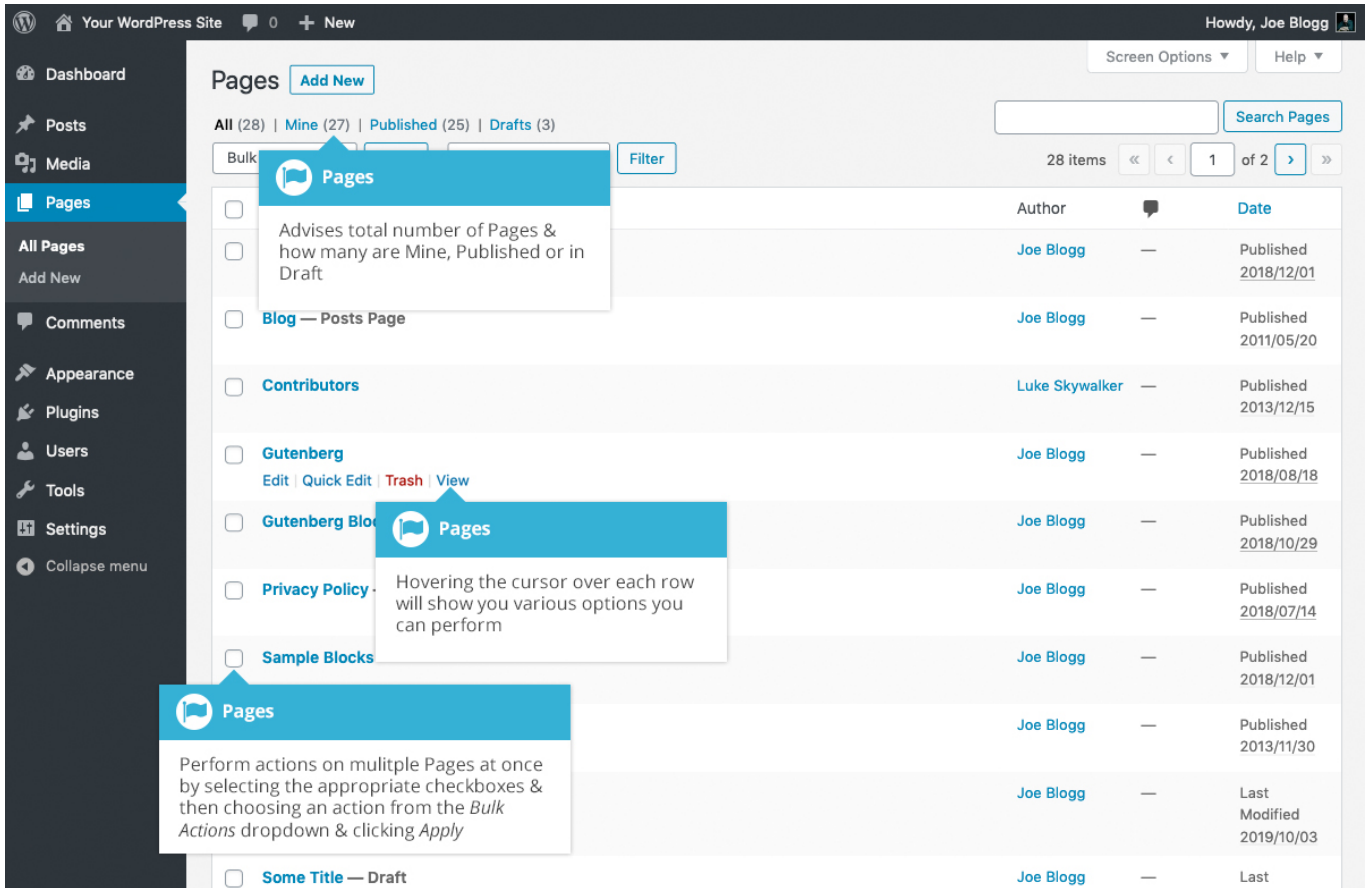 Your WordPress Site 0 + New Howdy, Joe Blogg
Screen Options ▼ Help ▼
Dashboard
Posts
Media
Pages
All Pages
Add New
Comments
Appearance
Plugins
Users
Tools
Settings
Collapse menu
Pages Add New
All (28) | Mine (27) | Published (25) | Drafts (3)
Search Pages
Bulk Filter
28 items « ‹ 1 of 2 › »
Pages
Advises total number of Pages &
how many are Mine, Published or in
Draft
Author Date
Joe Blogg — Published
2018/12/01
Blog — Posts Page Joe Blogg — Published
2011/05/20
Contributors Luke Skywalker — Published
2013/12/15
Gutenberg Joe Blogg — Published
2018/08/18
Edit | Quick Edit | Trash | View
Gutenberg Joe Blogg — Published
2018/10/29
Pages
Hovering the cursor over each row
will show you various options you
can perform
Privacy Policy Joe Blogg — Published
2018/07/14
Sample Blocks Joe Blogg — Published
2018/12/01
Pages
Perform actions on mulitple Pages at once
by selecting the appropriate checkboxes &
then choosing an action from the Bulk
Actions dropdown & clicking Apply
Joe Blogg — Published
2013/11/30
Joe Blogg — Last
Modified
2019/10/03
Some Title — Draft Joe Blogg — Last